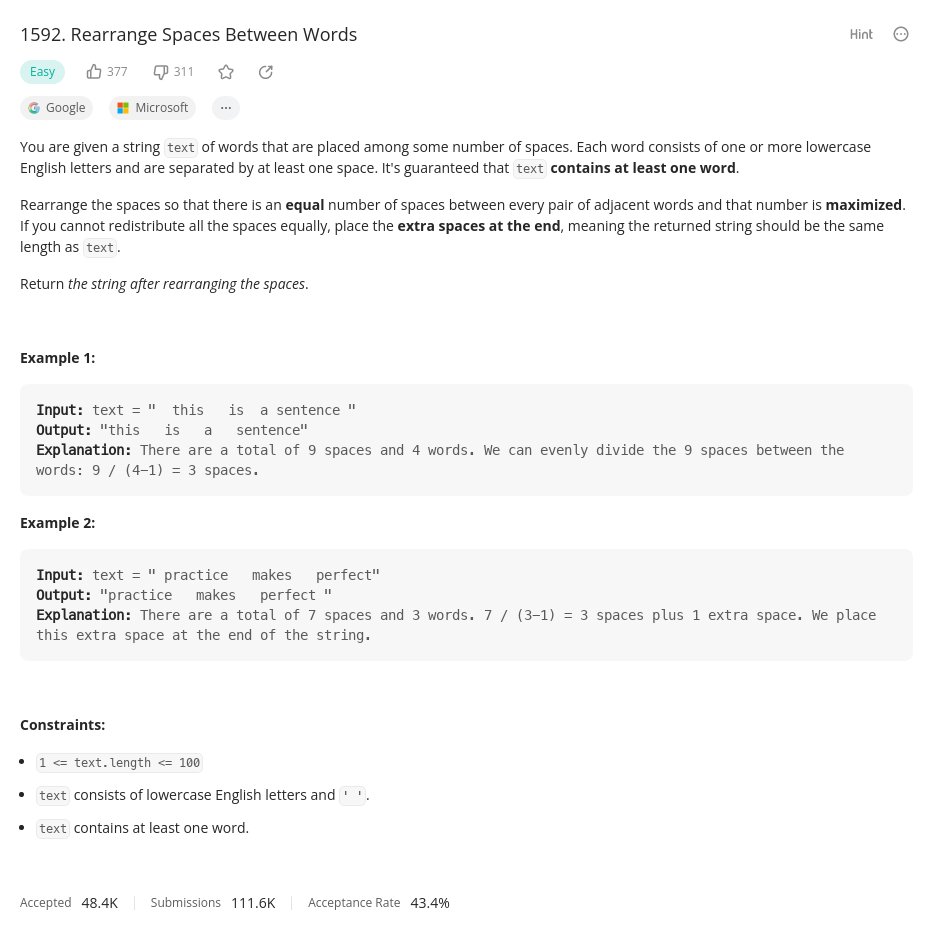 1592. Rearrange Spaces Between Words
Hint
Easy 377 311
Google Microsoft ...
You are given a string text of words that are placed among some number of spaces. Each word consists of one or more lowercase
English letters and are separated by at least one space. It's guaranteed that text contains at least one word.
Rearrange the spaces so that there is an equal number of spaces between every pair of adjacent words and that number is maximized.
If you cannot redistribute all the spaces equally, place the extra spaces at the end, meaning the returned string should be the same
length as text.
Return the string after rearranging the spaces.
Example 1:
Input: text = "  this   is  a sentence "
Output: "this   is   a   sentence"
Explanation: There are a total of 9 spaces and 4 words. We can evenly divide the 9 spaces between the
words: 9 / (4-1) = 3 spaces.
Example 2:
Input: text = " practice   makes   perfect"
Output: "practice   makes   perfect "
Explanation: There are a total of 7 spaces and 3 words. 7 / (3-1) = 3 spaces plus 1 extra space. We place
this extra space at the end of the string.
Constraints:
• 1 <= text.length <= 100
• text consists of lowercase English letters and ' '.
• text contains at least one word.
Accepted 48.4K Submissions 111.6K Acceptance Rate 43.4%